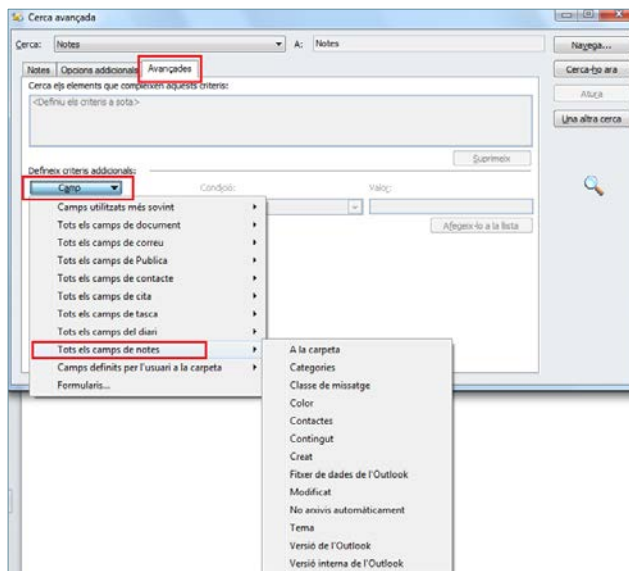 Cerca avançada
Cerca: Notes A: Notes Navega...
Notes Opcions addicionals Avançades Cerca-ho ara
Cerca els elements que compleixen aquests criteris:
<Definiu els criteris a sota> Atura
Una altra cerca
Suprimeix
Defineix criteris addicionals:
Camp Condició: Valor:
Camps utilitzats més sovint
Tots els camps de document Afegeix-lo a la llista
Tots els camps de correu
Tots els camps de Publica
Tots els camps de contacte
Tots els camps de cita
Tots els camps de tasca
Tots els camps del diari
Tots els camps de notes
Camps definits per l'usuari a la carpeta
Formularis...
A la carpeta
Categories
Classe de missatge
Color
Contactes
Contingut
Creat
Fitxer de dades de l'Outlook
Modificat
No arxivis automàticament
Tema
Versió de l'Outlook
Versió interna de l'Outlook